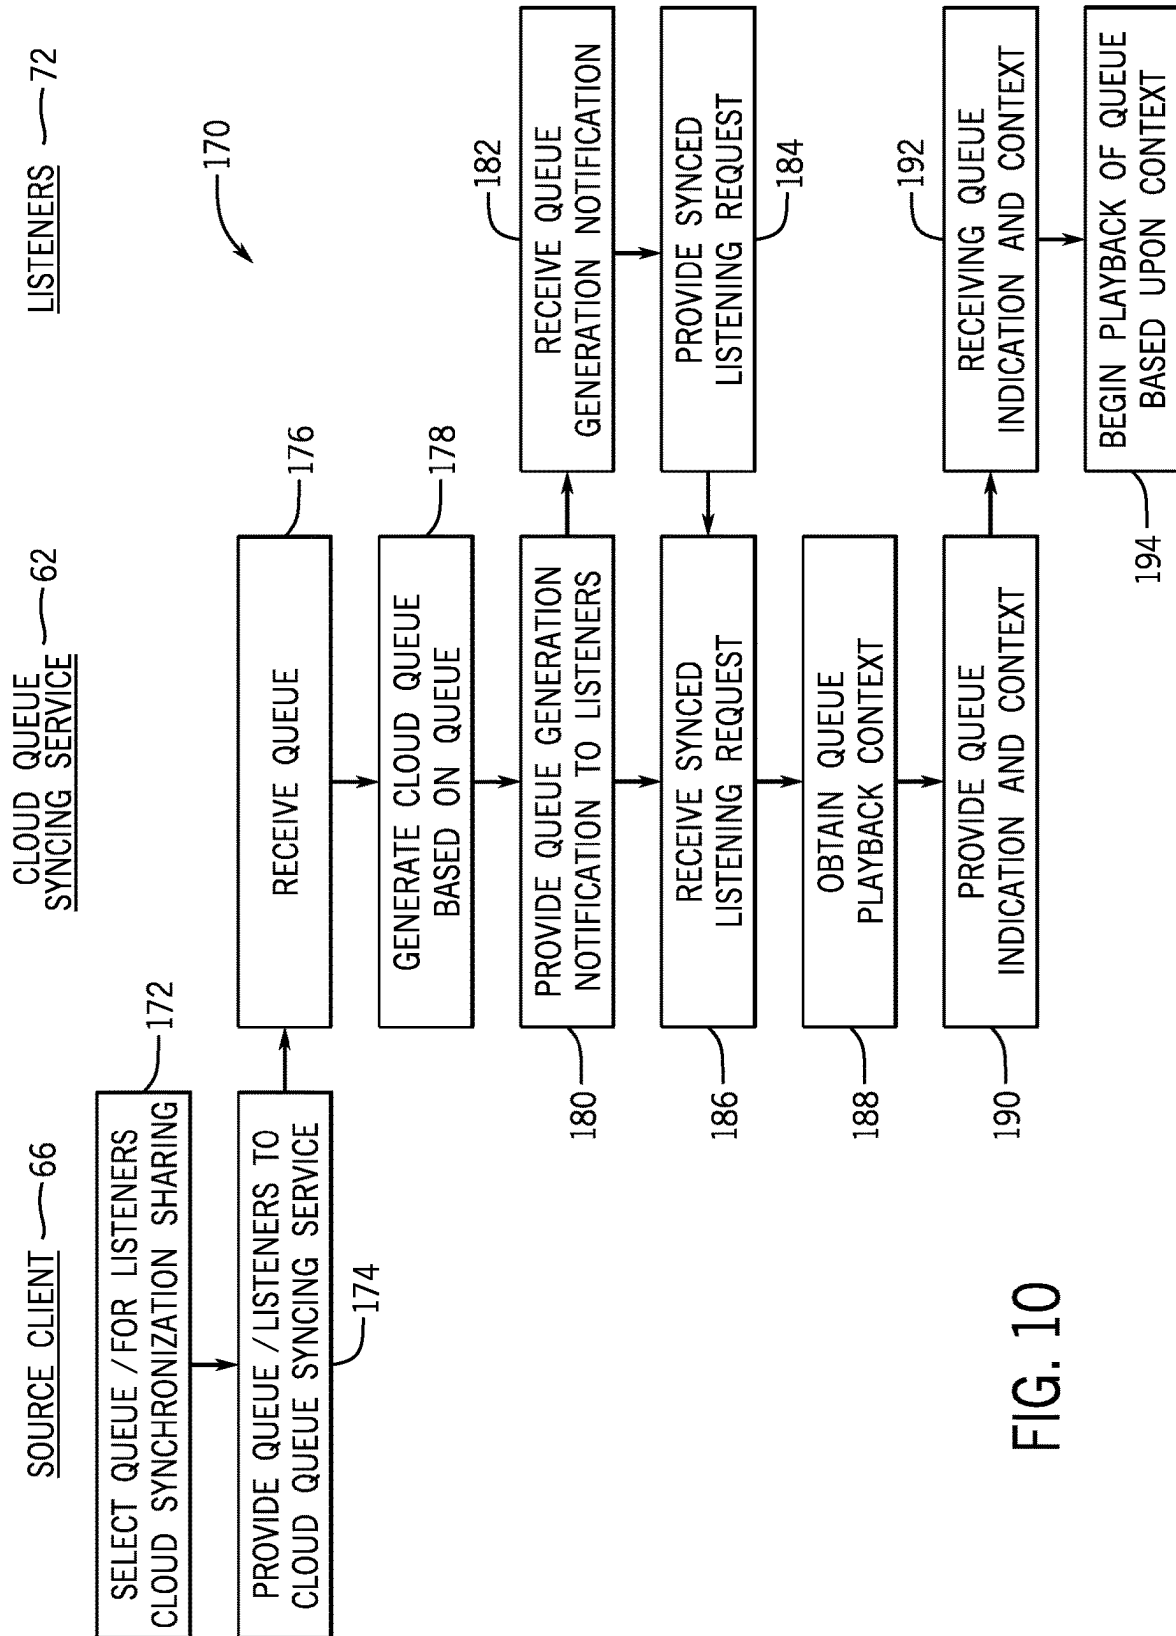 SOURCE CLIENT 66
CLOUD QUEUE
SYNCING SERVICE 62
LISTENERS 72
170
SELECT QUEUE/FOR LISTENERS
CLOUD SYNCHRONIZATION SHARING
172
PROVIDE QUEUE/LISTENERS TO
CLOUD QUEUE SYNCING SERVICE
174
RECEIVE QUEUE
176
GENERATE CLOUD QUEUE
BASED ON QUEUE
178
PROVIDE QUEUE GENERATION
NOTIFICATION TO LISTENERS
180
RECEIVE QUEUE
GENERATION NOTIFICATION
182
PROVIDE SYNCED
LISTENING REQUEST
184
RECEIVE SYNCED
LISTENING REQUEST
186
OBTAIN QUEUE
PLAYBACK CONTEXT
188
PROVIDE QUEUE
INDICATION AND CONTEXT
190
RECEIVING QUEUE
INDICATION AND CONTEXT
192
BEGIN PLAYBACK OF QUEUE
BASED UPON CONTEXT
194
FIG. 10